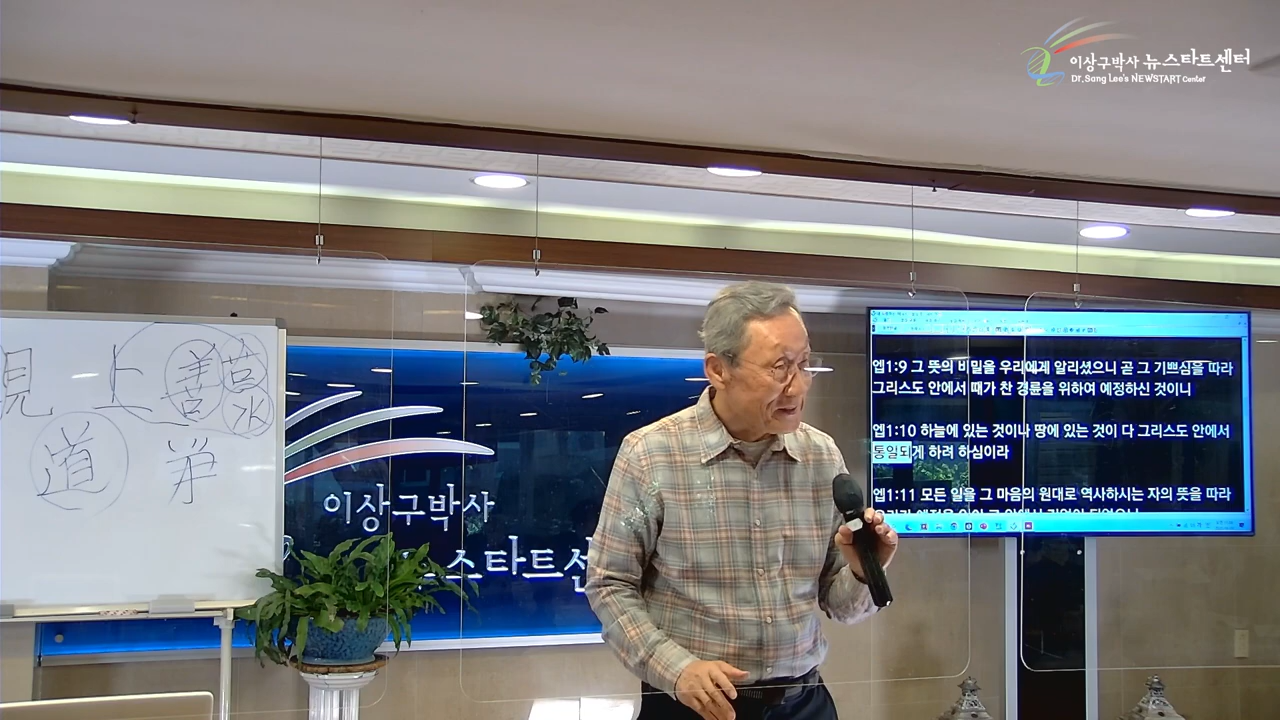 이상구박사 뉴스타트센터
Dr. Sang Lee's NEWSTART Center
엡1:9 그 뜻의 비밀을 우리에게 알리셨으니 곧 그 기쁘심을 따라
그리스도 안에서 때가 찬 경륜을 위하여 예정하신 것이니
엡1:10 하늘에 있는 것이나 땅에 있는 것이 다 그리스도 안에서
통일되게 하려 하심이라
엡1:11 모든 일을 그 마음의 원대로 역사하시는 자의 뜻을 따라
上善
水
道
이상구박사
스타트센